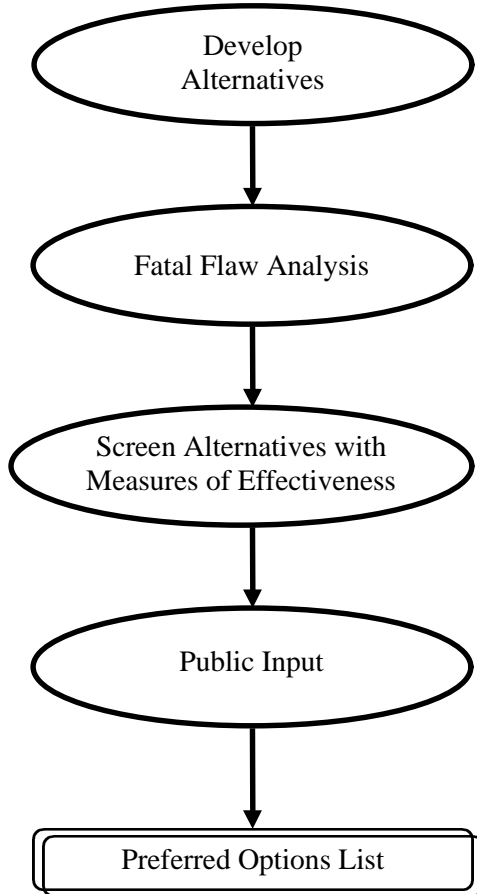 Develop
Alternatives
Fatal Flaw Analysis
Screen Alternatives with
Measures of Effectiveness
Public Input
Preferred Options List